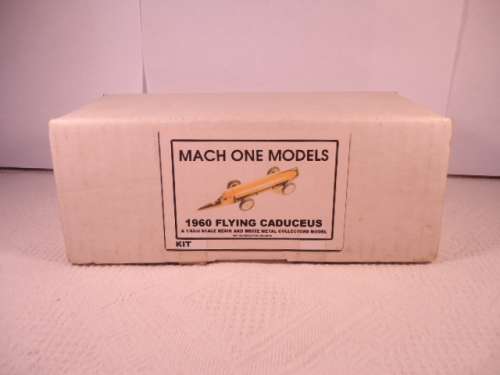 MACH ONE MODELS
1960 FLYING CADUCEUS
A 1/43rd SCALE RESIN AND WHITE METAL COLLECTORS MODEL
KIT